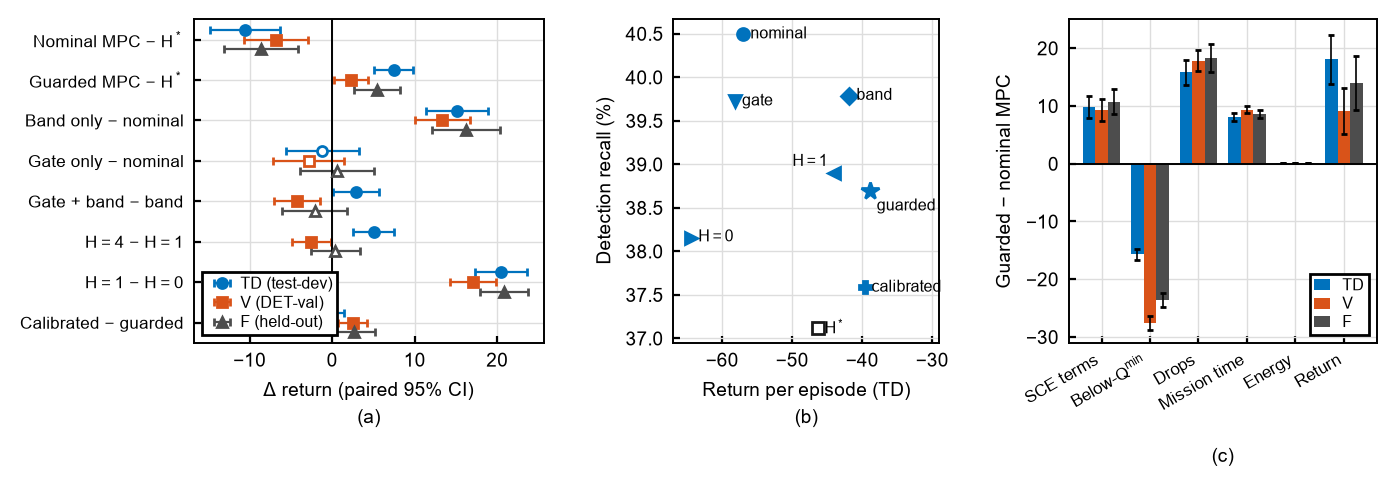 Nominal MPC − H*
Guarded MPC − H*
Band only − nominal
Gate only − nominal
Gate + band − band
H = 4 − H = 1
H = 1 − H = 0
Calibrated − guarded
TD (test-dev)
V (DET-val)
F (held-out)
−10
0
10
20
Δ return (paired 95% CI)
(a)
Detection recall (%)
40.5
40.0
39.5
39.0
38.5
38.0
37.5
37.0
nominal
gate
band
H = 1
guarded
H = 0
calibrated
H*
−60
−50
−40
−30
Return per episode (TD)
(b)
Guarded − nominal MPC
20
10
0
−10
−20
−30
TD
V
F
SCE terms
Below-Q^min
Drops
Mission time
Energy
Return
(c)